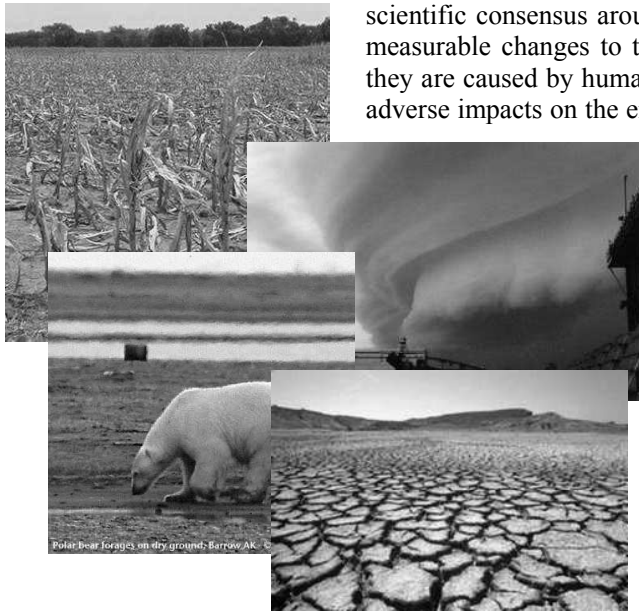 scientific consensus arou
measurable changes to t
they are caused by huma
adverse impacts on the e
Polar bear forages on dry ground, Barrow, AK ©